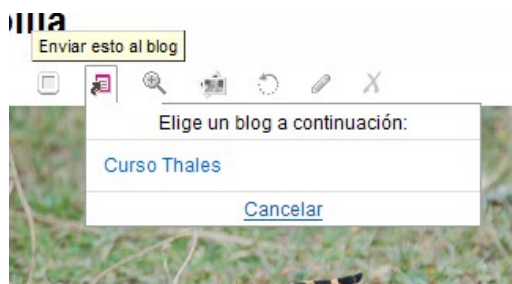 Enviar esto al blog
Elige un blog a continuación:
Curso Thales
Cancelar